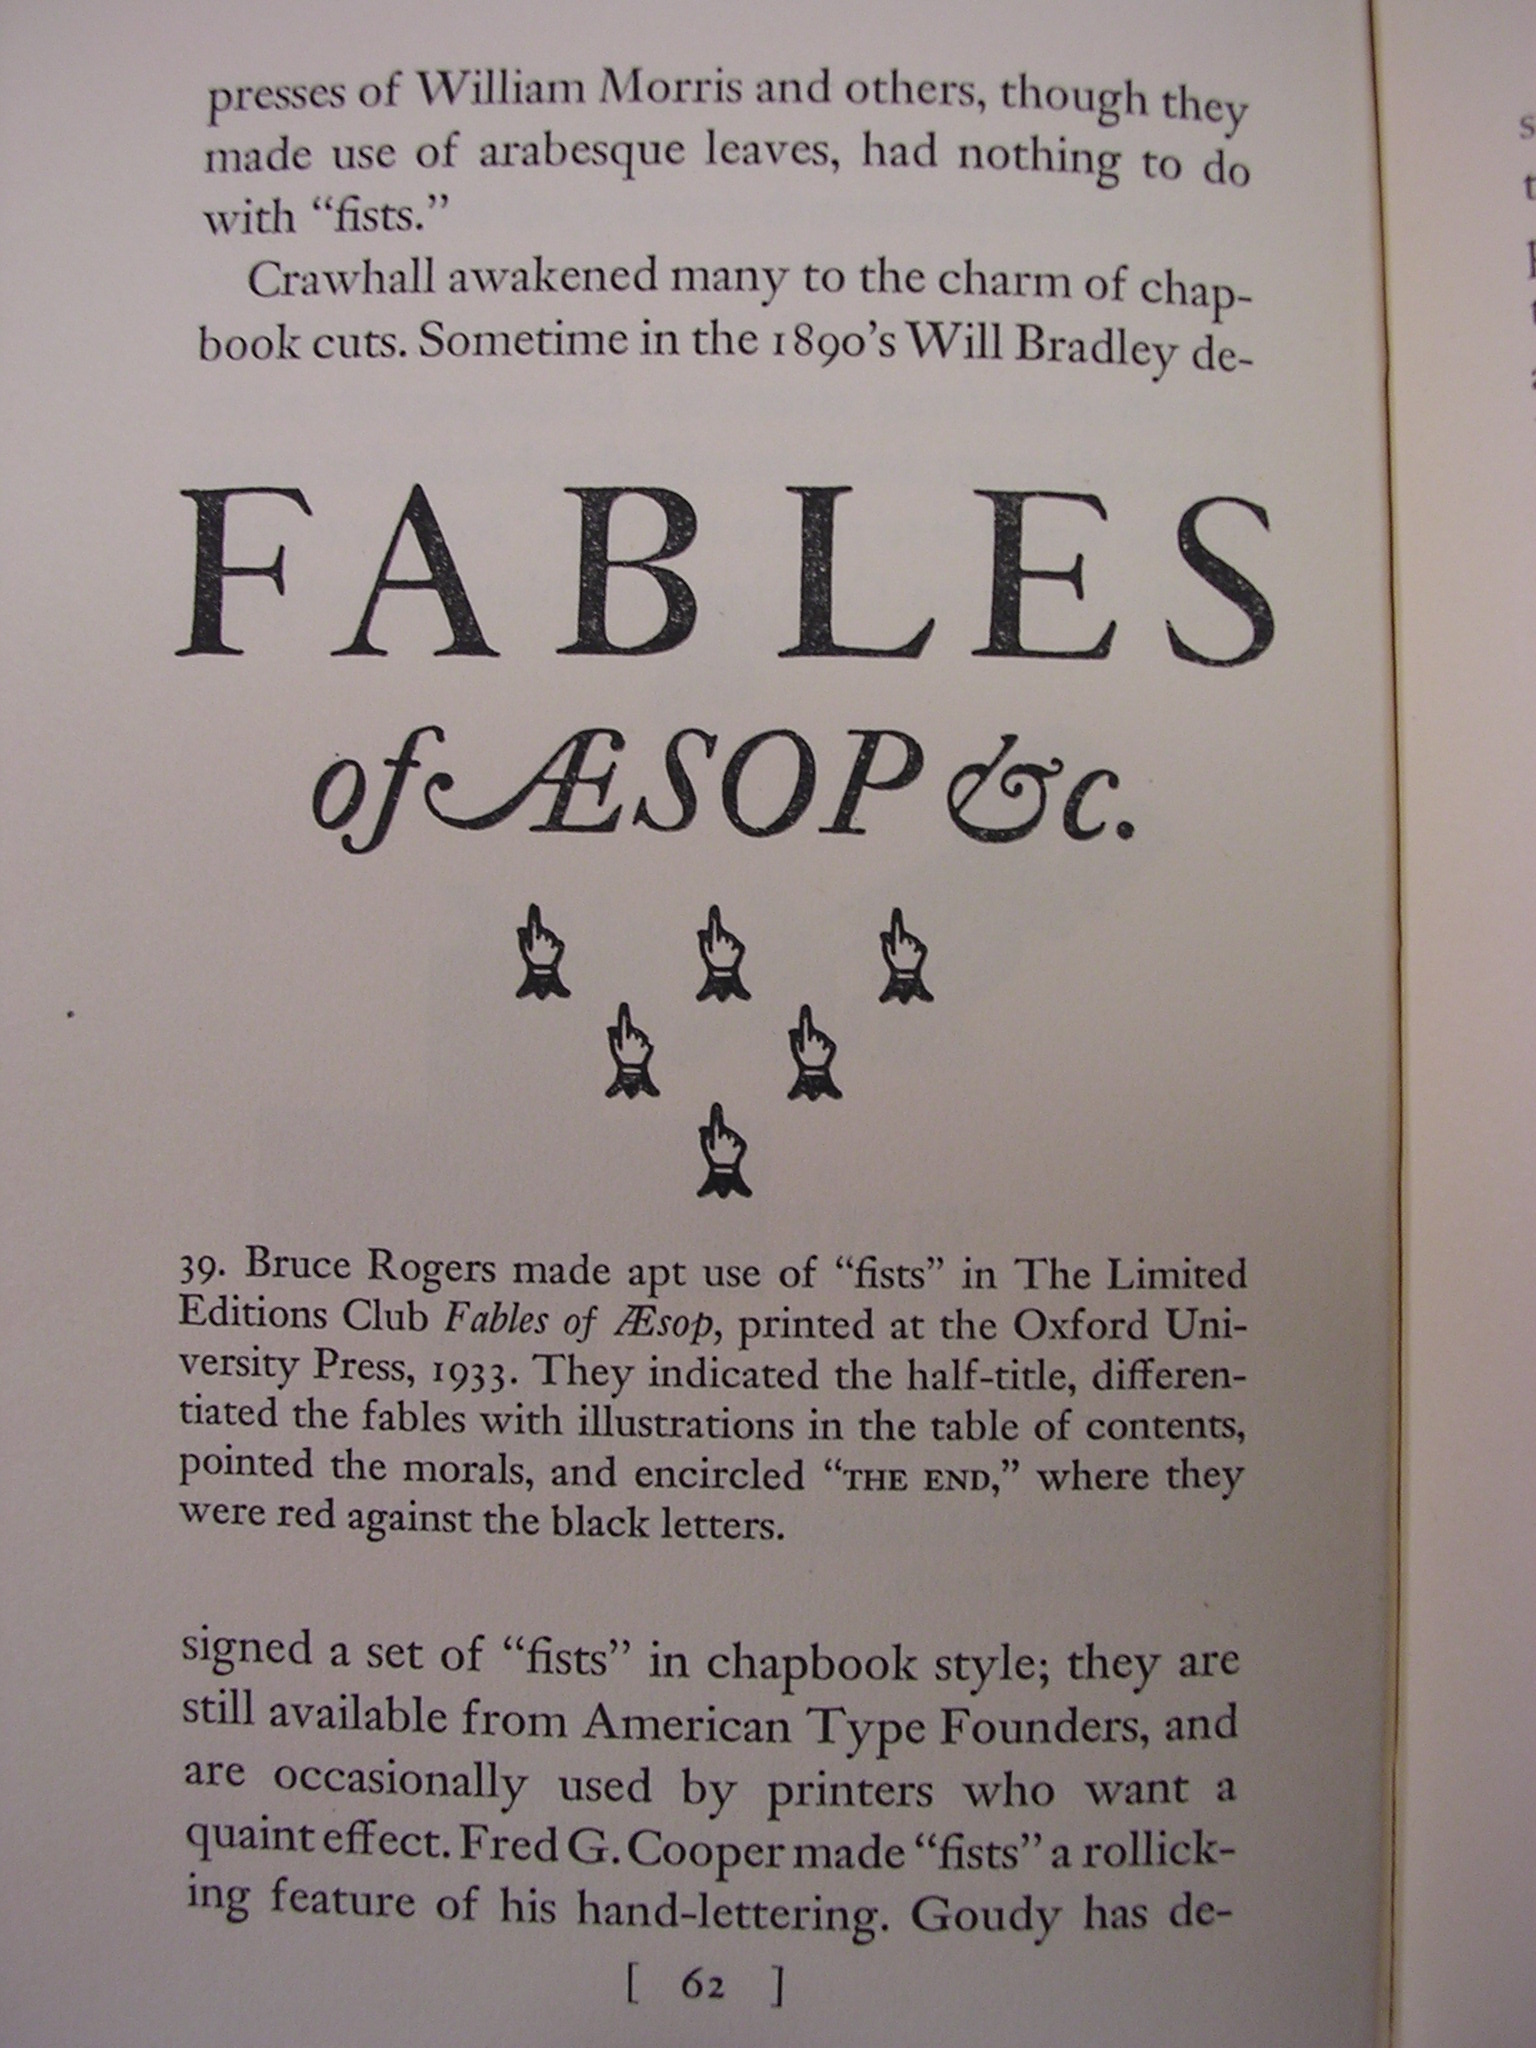 presses of William Morris and others, though they
made use of arabesque leaves, had nothing to do
with “fists.”
Crawhall awakened many to the charm of chap-
book cuts. Sometime in the 1890’s Will Bradley de-
FABLES
of ÆSOP &c.
39. Bruce Rogers made apt use of “fists” in The Limited
Editions Club Fables of Æsop, printed at the Oxford Uni-
versity Press, 1933. They indicated the half-title, differen-
tiated the fables with illustrations in the table of contents,
pointed the morals, and encircled “THE END,” where they
were red against the black letters.
signed a set of “fists” in chapbook style; they are
still available from American Type Founders, and
are occasionally used by printers who want a
quaint effect. Fred G. Cooper made “fists” a rollick-
ing feature of his hand-lettering. Goudy has de-
[ 62 ]